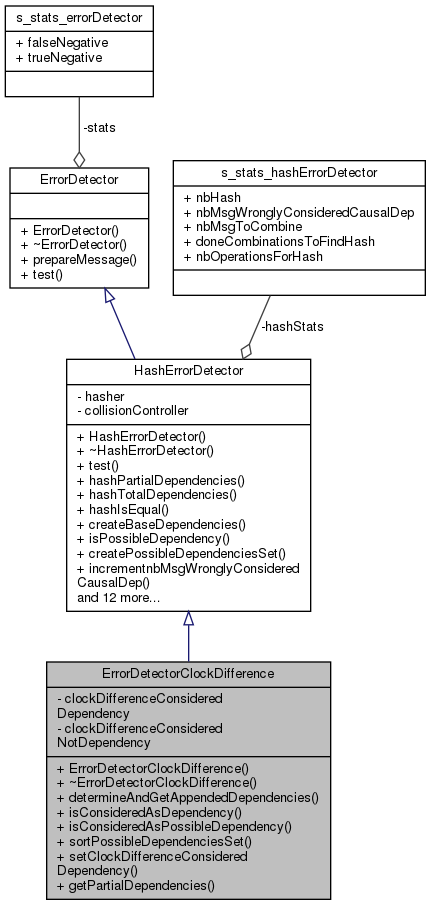 s_stats_errorDetector
+ falseNegative
+ trueNegative
-stats
ErrorDetector
+ ErrorDetector()
+ ~ErrorDetector()
+ prepareMessage()
+ test()
s_stats_hashErrorDetector
+ nbHash
+ nbMsgWronglyConsideredCausalDep
+ nbMsgToCombine
+ doneCombinationsToFindHash
+ nbOperationsForHash
-hashStats
HashErrorDetector
- hasher
- collisionController
+ HashErrorDetector()
+ ~HashErrorDetector()
+ test()
+ hashPartialDependencies()
+ hashTotalDependencies()
+ hashIsEqual()
+ createBaseDependencies()
+ isPossibleDependency()
+ createPossibleDependenciesSet()
+ incrementnbMsgWronglyConsidered
CausalDep()
and 12 more...
ErrorDetectorClockDifference
- clockDifferenceConsidered
Dependency
- clockDifferenceConsidered
NotDependency
+ ErrorDetectorClockDifference()
+ ~ErrorDetectorClockDifference()
+ determineAndGetAppendedDependencies()
+ isConsideredAsDependency()
+ isConsideredAsPossibleDependency()
+ sortPossibleDependenciesSet()
+ setClockDifferenceConsidered
Dependency()
+ getPartialDependencies()